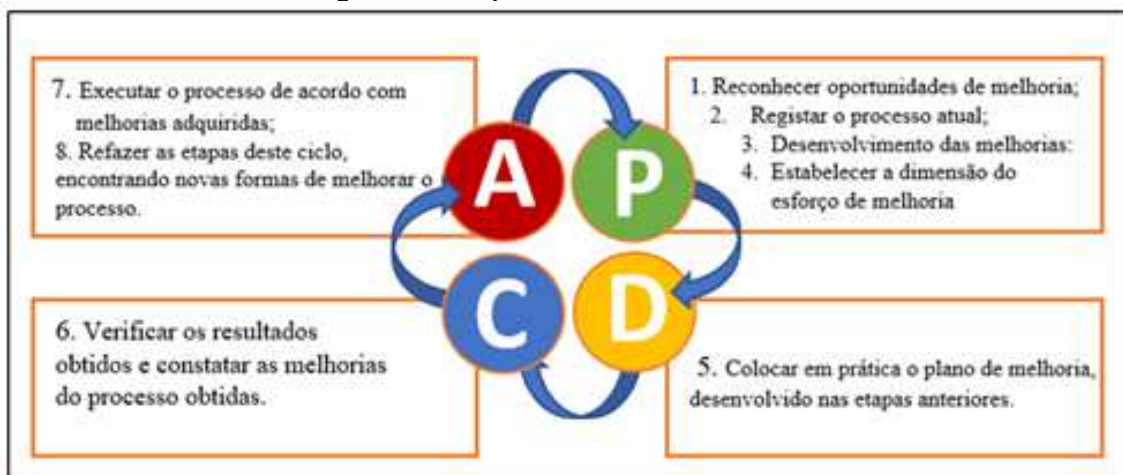 7. Executar o processo de acordo com
melhorias adquiridas;
8. Refazer as etapas deste ciclo,
encontrando novas formas de melhorar o
processo.
A
P
1. Reconhecer oportunidades de melhoria;
2. Registar o processo atual;
3. Desenvolvimento das melhorias:
4. Estabelecer a dimensão do
esforço de melhoria
6. Verificar os resultados
obtidos e constatar as melhorias
do processo obtidas.
C
D
5. Colocar em prática o plano de melhoria,
desenvolvido nas etapas anteriores.